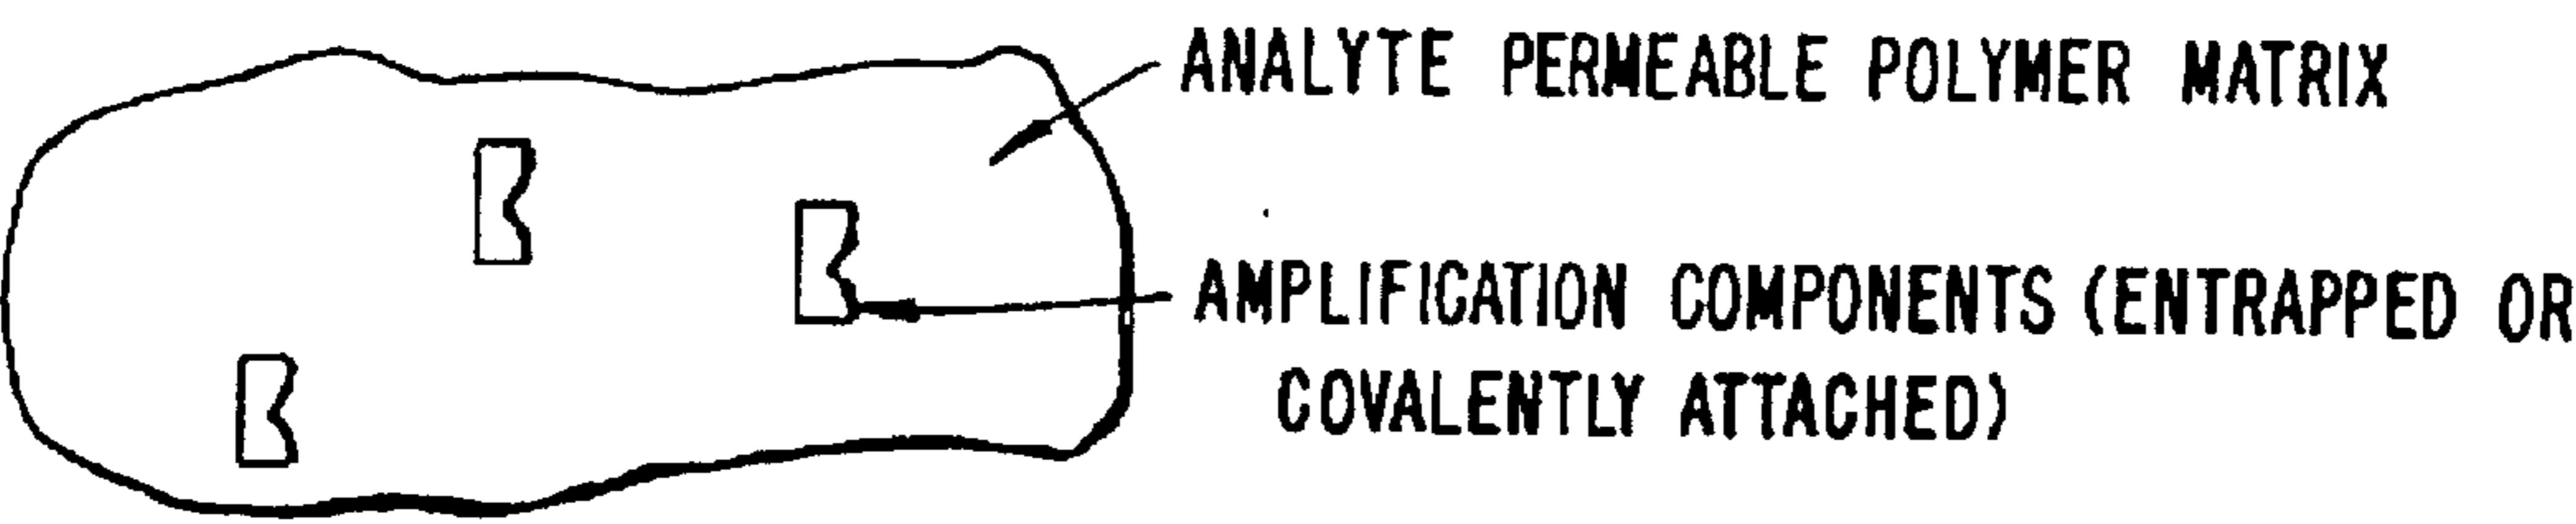 ANALYTE PERMEABLE POLYMER MATRIX
AMPLIFICATION COMPONENTS (ENTRAPPED OR
COVALENTLY ATTACHED)